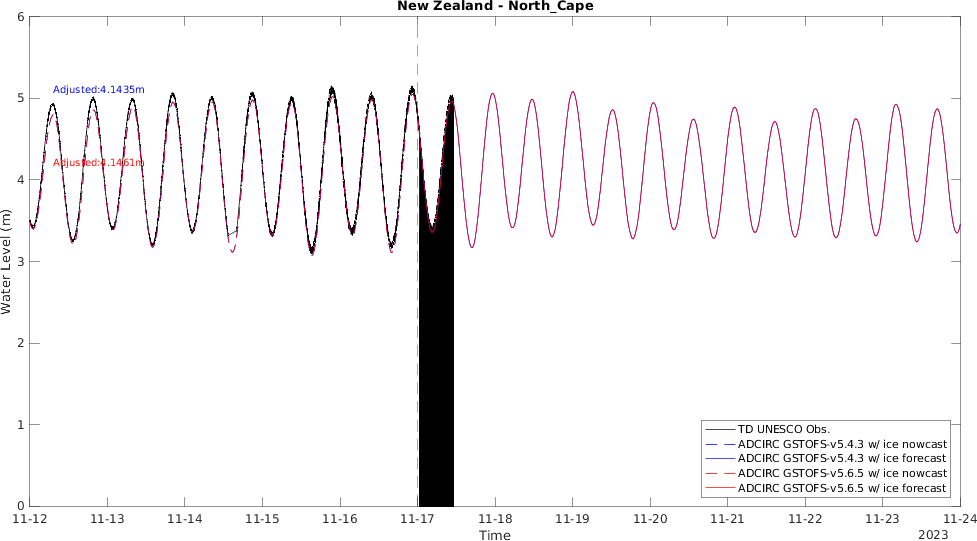 New Zealand - North_Cape
6
5
4
3
2
1
0
Water Level (m)
Adjusted:4.1435m
Adjusted:4.1461m
TD UNESCO Obs.
ADCIRC GSTOFS-v5.4.3 w/ ice nowcast
ADCIRC GSTOFS-v5.4.3 w/ ice forecast
ADCIRC GSTOFS-v5.6.5 w/ ice nowcast
ADCIRC GSTOFS-v5.6.5 w/ ice forecast
11-12 11-13 11-14 11-15 11-16 11-17 11-18 11-19 11-20 11-21 11-22 11-23 11-24
Time
2023